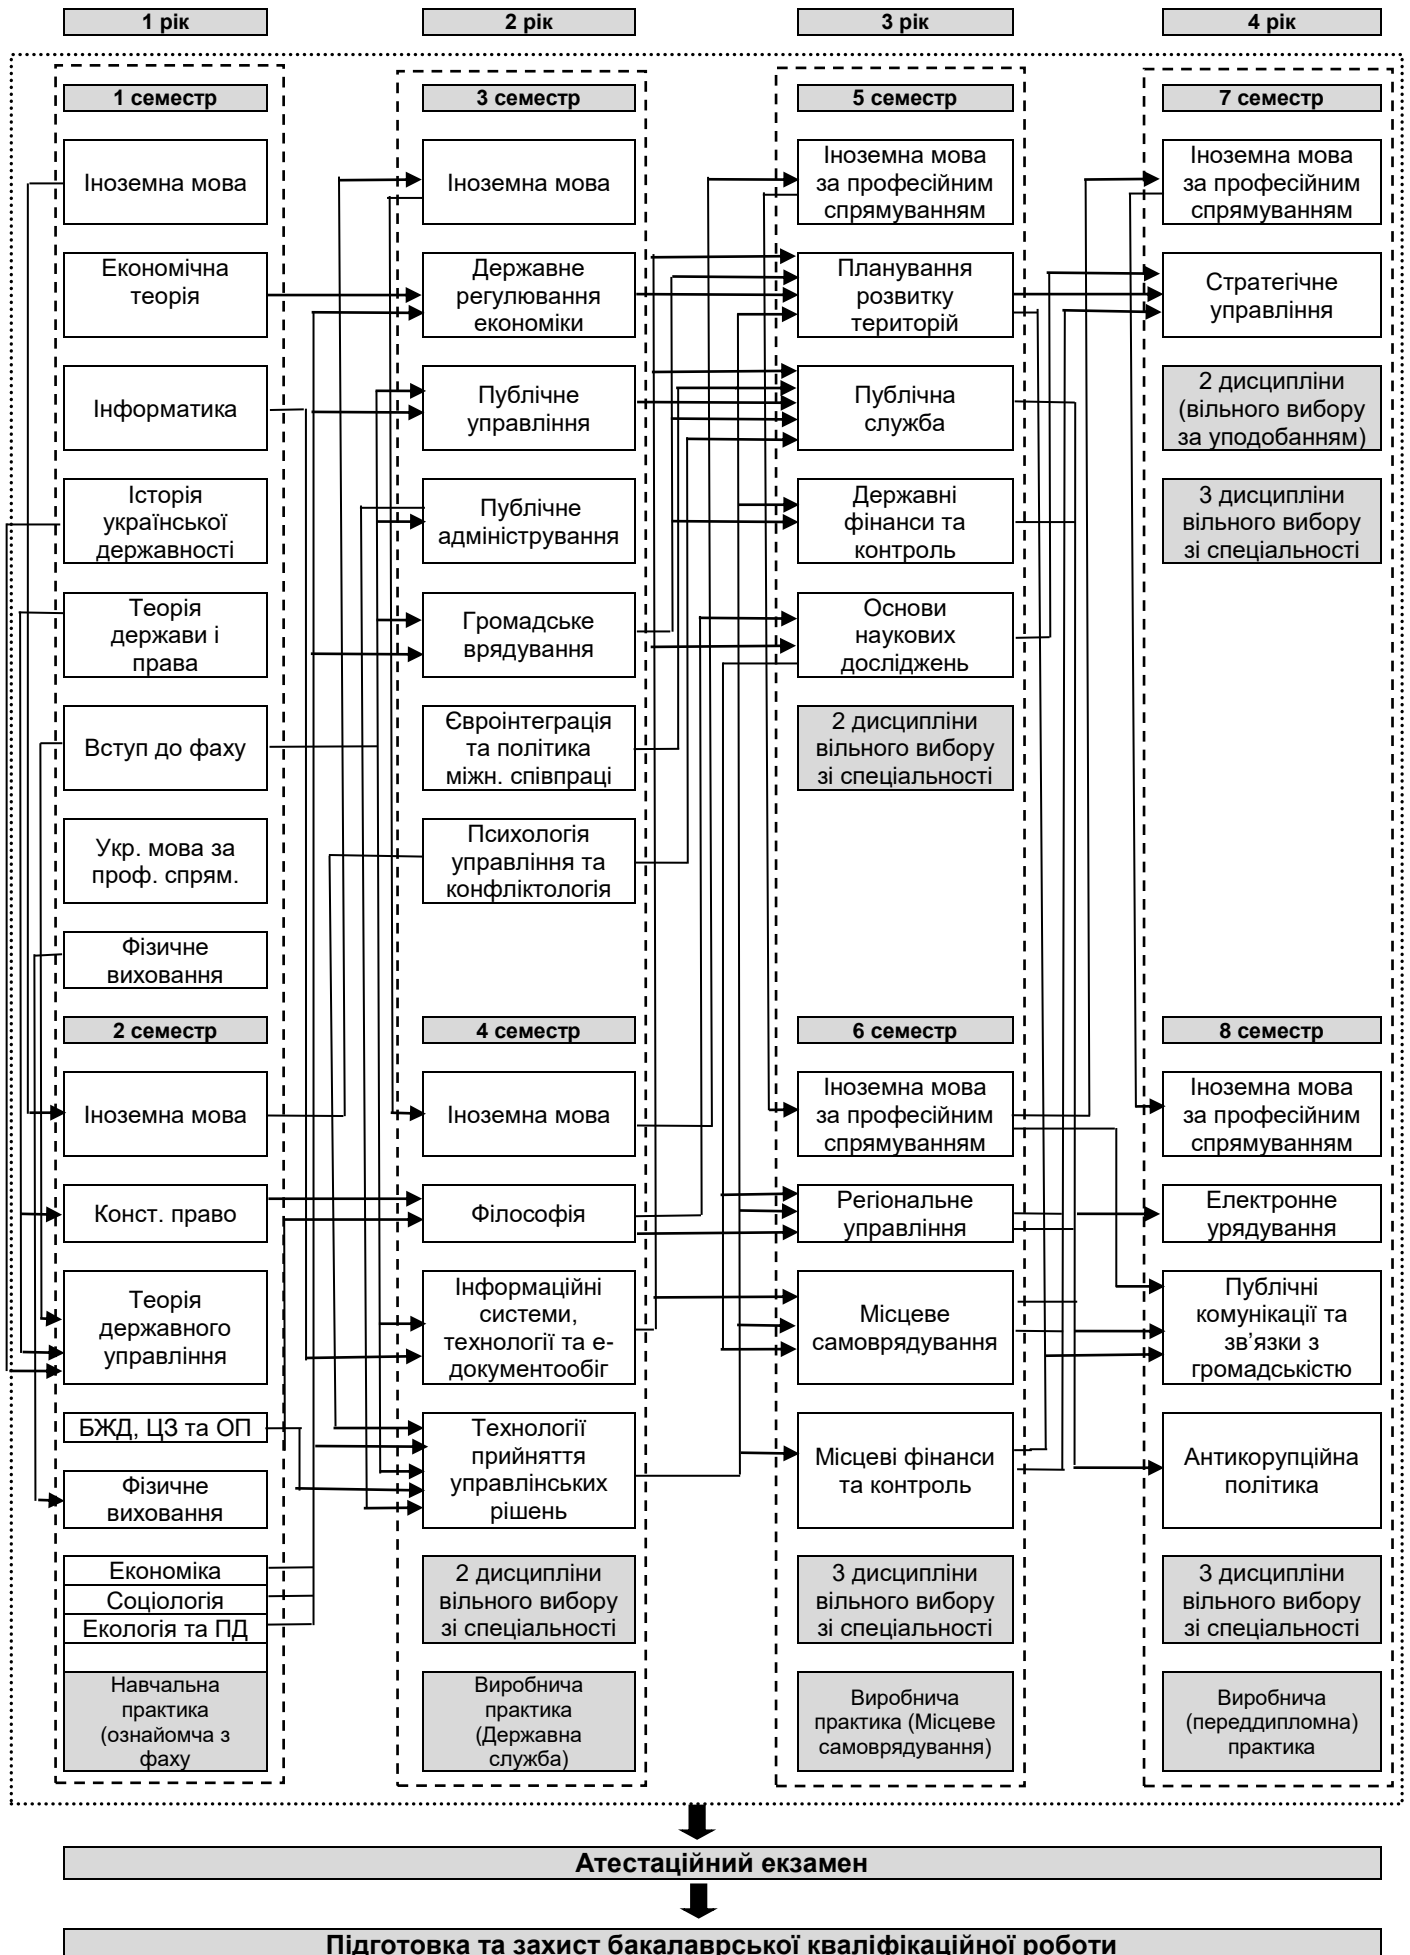 1 рік
2 рік
3 рік
4 рік
1 семестр
Іноземна мова
Економічна
теорія
Інформатика
Історія
української
державності
Теорія
держави і
права
Вступ до фаху
Укр. мова за
проф. спрям.
Фізичне
виховання
2 семестр
Іноземна мова
Конст. право
Теорія
державного
управління
БЖД, ЦЗ та ОП
Фізичне
виховання
Економіка
Соціологія
Екологія та ПД
Навчальна
практика
(ознайомча з
фаху
3 семестр
Іноземна мова
Державне
регулювання
економіки
Публічне
управління
Публічне
адміністрування
Громадське
врядування
Євроінтеграція
та політика
міжн. співпраці
Психологія
управління та
конфліктологія
4 семестр
Іноземна мова
Філософія
Інформаційні
системи,
технології та е-
документообіг
Технології
прийняття
управлінських
рішень
2 дисципліни
вільного вибору
зі спеціальності
Виробнича
практика
(Державна
служба)
5 семестр
Іноземна мова
за професійним
спрямуванням
Планування
розвитку
територій
Публічна
служба
Державні
фінанси та
контроль
Основи
наукових
досліджень
2 дисципліни
вільного вибору
зі спеціальності
6 семестр
Іноземна мова
за професійним
спрямуванням
Регіональне
управління
Місцеве
самоврядування
Місцеві фінанси
та контроль
3 дисципліни
вільного вибору
зі спеціальності
Виробнича
практика (Місцеве
самоврядування)
7 семестр
Іноземна мова
за професійним
спрямуванням
Стратегічне
управління
2 дисципліни
(вільного вибору
за уподобанням)
3 дисципліни
вільного вибору
зі спеціальності
8 семестр
Іноземна мова
за професійним
спрямуванням
Електронне
урядування
Публічні
комунікації та
зв’язки з
громадськістю
Антикорупційна
політика
3 дисципліни
вільного вибору
зі спеціальності
Виробнича
(переддипломна)
практика
Атестаційний екзамен
Підготовка та захист бакалаврської кваліфікаційної роботи